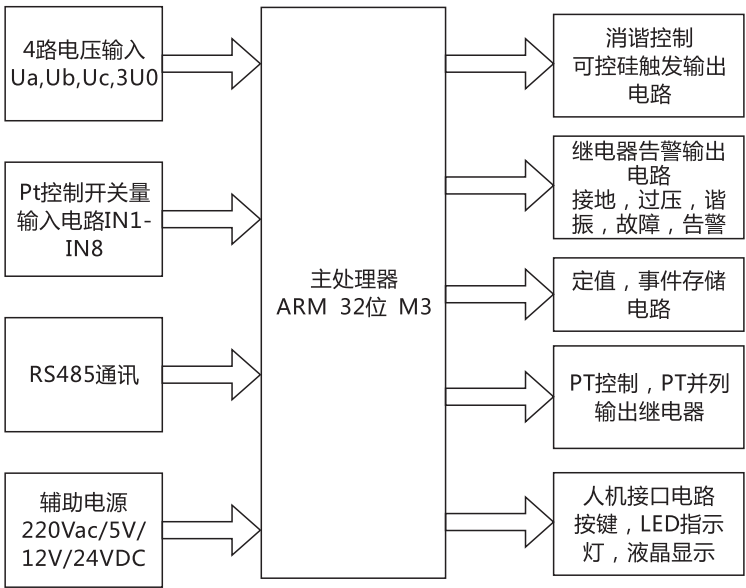 4路电压输入
Ua,Ub,Uc,3U0
Pt控制开关量
输入电路IN1-
IN8
RS485通讯
辅助电源
220Vac/5V/
12V/24VDC
主处理器
ARM 32位 M3
消谐控制
可控硅触发输出
电路
继电器告警输出
电路
接地，过压，谐
振，故障，告警
定值，事件存储
电路
PT控制，PT并列
输出继电器
人机接口电路
按键，LED指示
灯，液晶显示